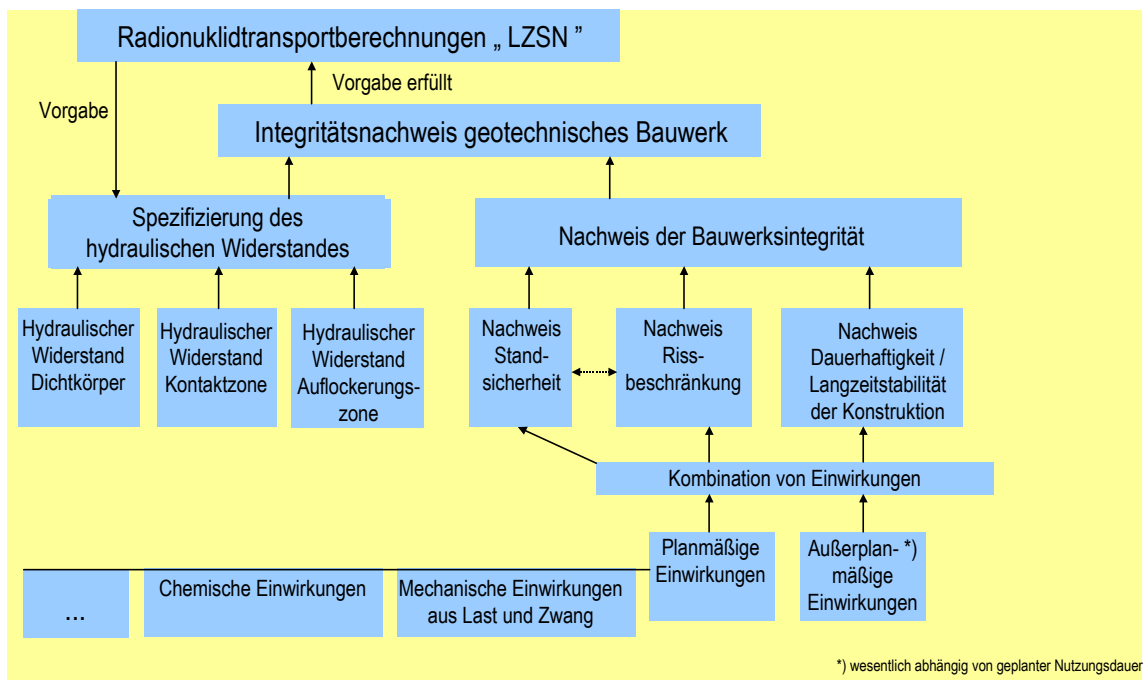 Radionuklidtransportberechnungen „ LZSN ”
Vorgabe erfüllt
Vorgabe
Integritätsnachweis geotechnisches Bauwerk
Spezifizierung des
hydraulischen Widerstandes
Nachweis der Bauwerksintegrität
Hydraulischer
Widerstand
Dichtkörper
Hydraulischer
Widerstand
Kontaktzone
Hydraulischer
Widerstand
Auflockerungs-
zone
Nachweis
Stand-
sicherheit
Nachweis
Riss-
beschränkung
Nachweis
Dauerhaftigkeit /
Langzeitstabilität
der Konstruktion
Kombination von Einwirkungen
Planmäßige
Einwirkungen
Außerplan- *)
mäßige
Einwirkungen
...
Chemische Einwirkungen
Mechanische Einwirkungen
aus Last und Zwang
*) wesentlich abhängig von geplanter Nutzungsdauer